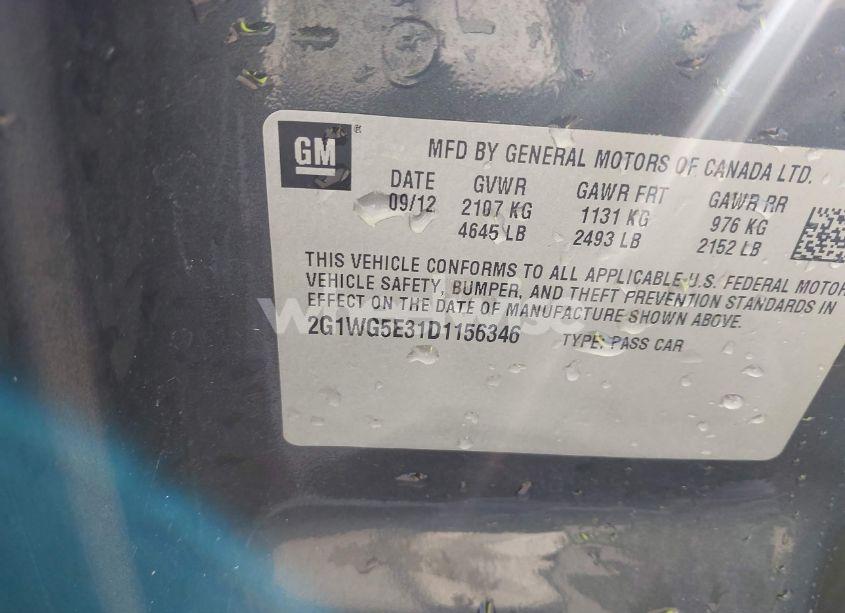 GM ®
MFD BY GENERAL MOTORS OF CANADA LTD.
DATE GVWR GAWR FRT GAWR RR
09/12 2107 KG 1131 KG 976 KG
4645 LB 2493 LB 2152 LB
THIS VEHICLE CONFORMS TO ALL APPLICABLE U.S. FEDERAL MOTOR
VEHICLE SAFETY, BUMPER, AND THEFT PREVENTION STANDARDS IN
EFFECT ON THE DATE OF MANUFACTURE SHOWN ABOVE.
2G1WG5E31D1156346 TYPE: PASS CAR